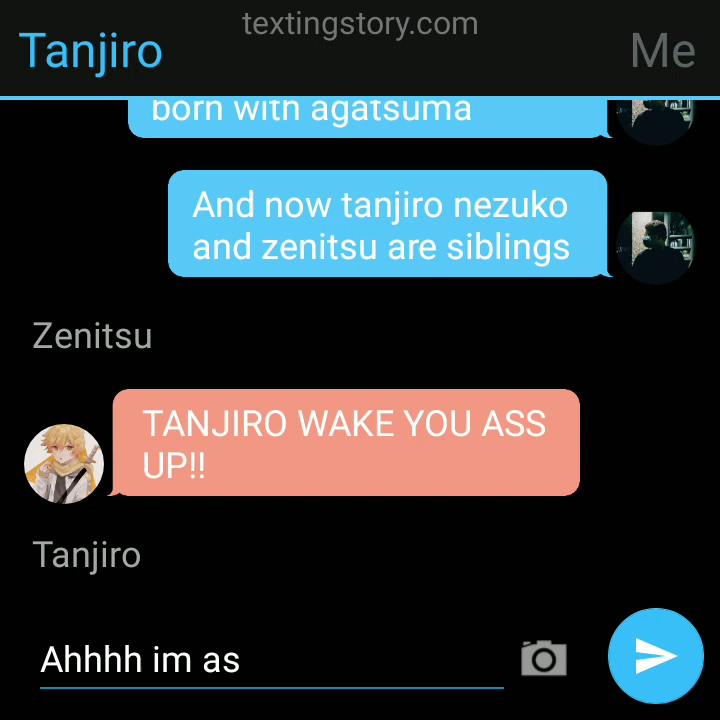 textingstory.com
Tanjiro
Me
born with agatsuma
And now tanjiro nezuko
and zenitsu are siblings
Zenitsu
TANJIRO WAKE YOU ASS
UP!!
Tanjiro
Ahhhh im as